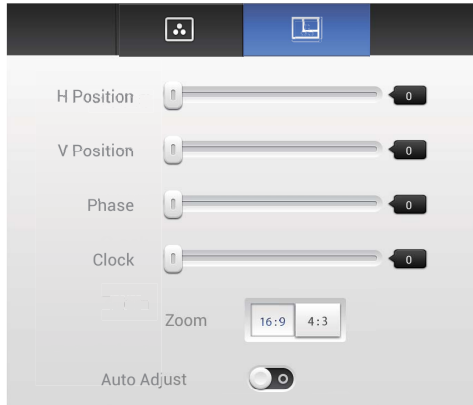 H Position 0
V Position 0
Phase 0
Clock 0
Zoom 16:9 4:3
Auto Adjust